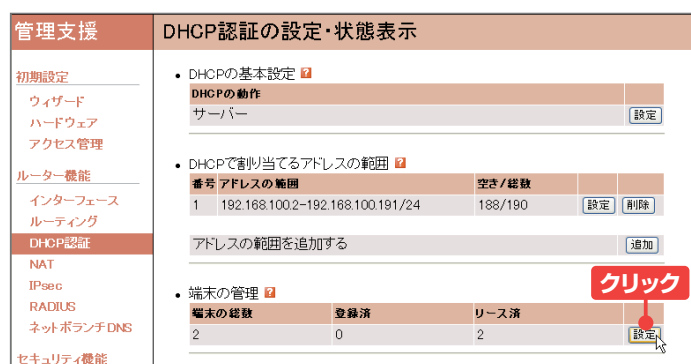 管理支援
DHCP認証の設定・状態表示
初期設定
ウィザード
ハードウェア
アクセス管理
ルーター機能
インターフェース
ルーティング
DHCP認証
NAT
IPsec
RADIUS
ネットボランチDNS
セキュリティ機能
• DHCPの基本設定 ?
DHCPの動作
サーバー 設定
• DHCPで割り当てるアドレスの範囲 ?
番号 アドレスの範囲 空き/総数
1 192.168.100.2-192.168.100.191/24 188/190 設定 削除
アドレスの範囲を追加する 追加
クリック
• 端末の管理 ?
端末の総数 登録済 リース済
2 0 2 設定